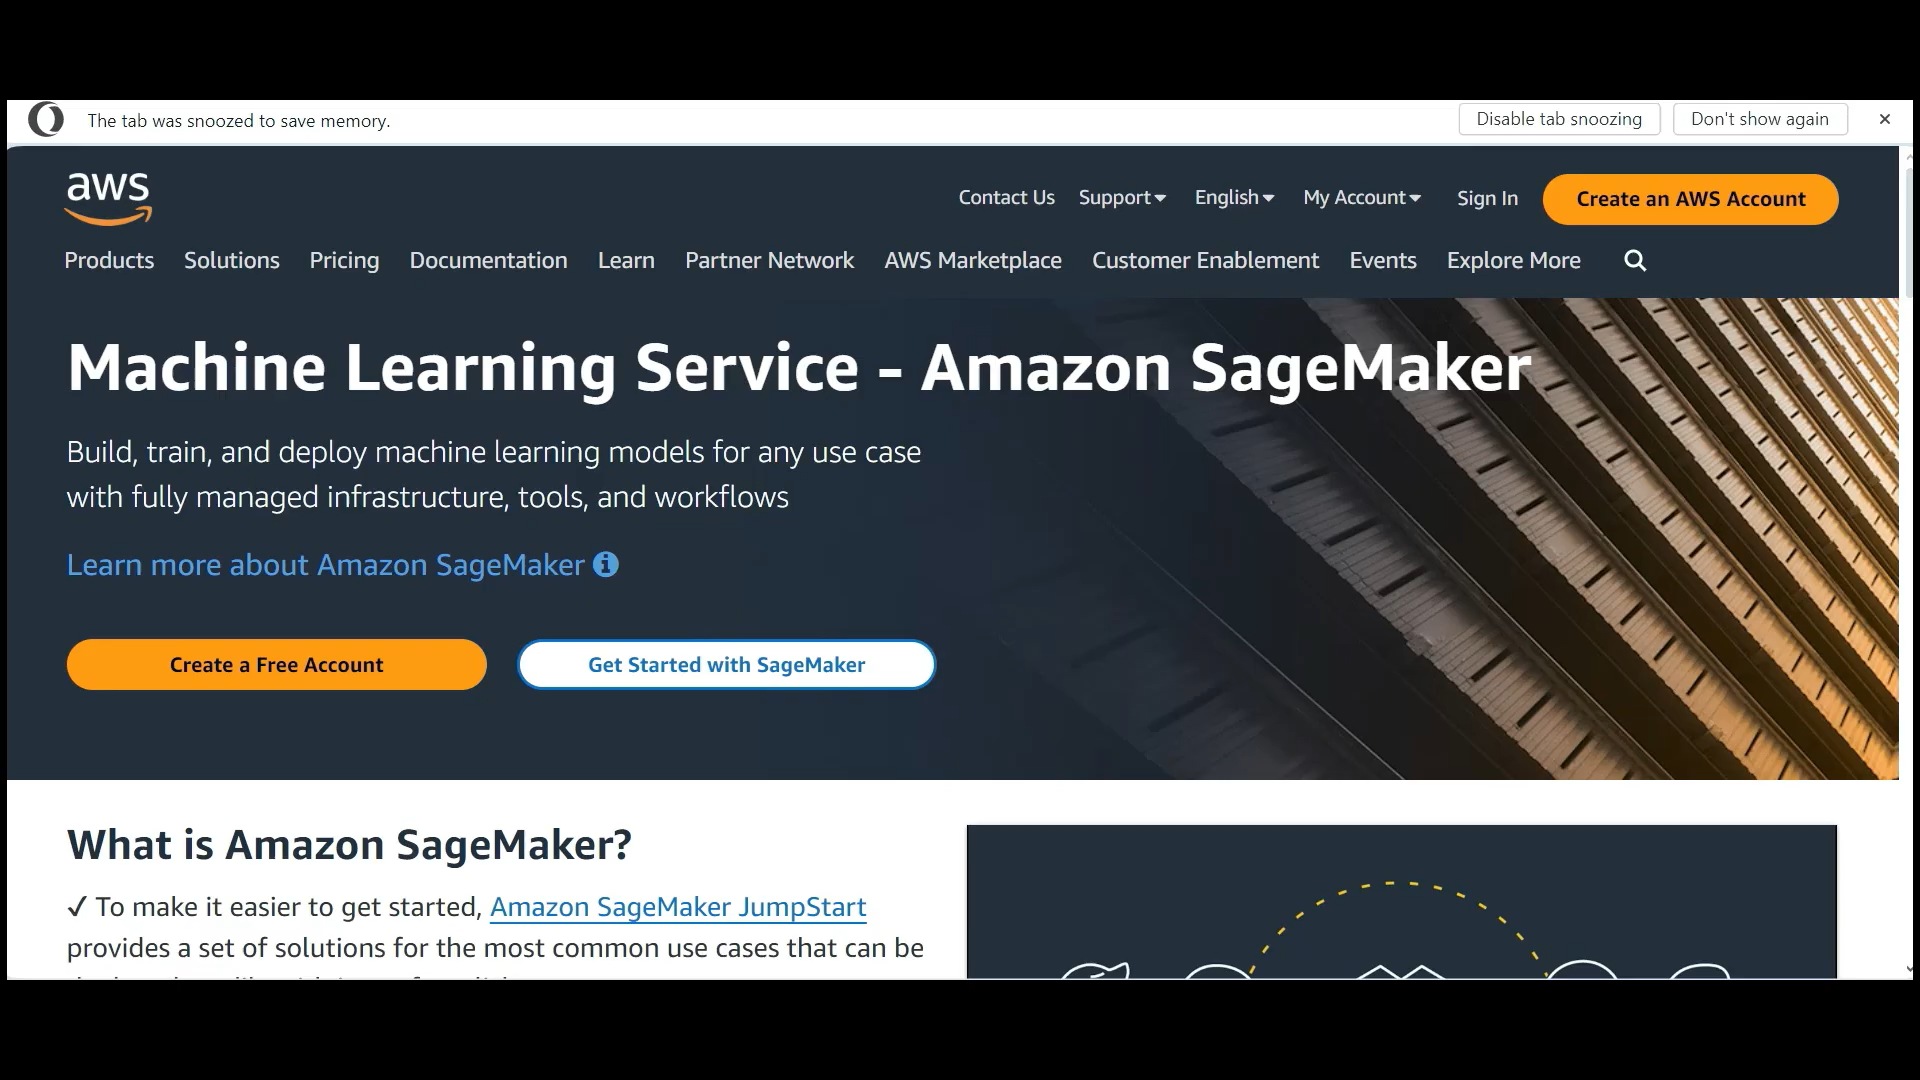 The tab was snoozed to save memory.
Disable tab snoozing
Don't show again
aws
Contact Us
Support
English
My Account
Sign In
Create an AWS Account
Products
Solutions
Pricing
Documentation
Learn
Partner Network
AWS Marketplace
Customer Enablement
Events
Explore More
Machine Learning Service - Amazon SageMaker
Build, train, and deploy machine learning models for any use case
with fully managed infrastructure, tools, and workflows
Learn more about Amazon SageMaker
Create a Free Account
Get Started with SageMaker
What is Amazon SageMaker?
✓ To make it easier to get started, Amazon SageMaker JumpStart
provides a set of solutions for the most common use cases that can be